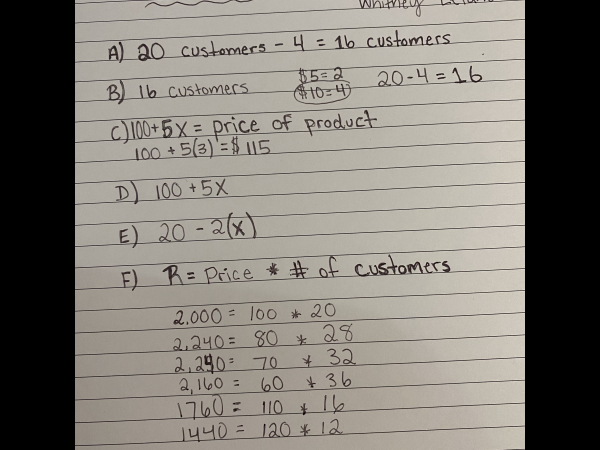 Whitney
A) 20 customers - 4 = 16 customers
$5 = 2
B) 16 customers $10 = 4 20 - 4 = 16
C) 100+5x = price of product
100 + 5(3) = $115
D) 100 + 5x
E) 20 - 2(x)
F) R = Price * # of customers
2,000 = 100 * 20
2,240 = 80 * 28
2,240 = 70 * 32
2,160 = 60 * 36
1760 = 110 * 16
1440 = 120 * 12